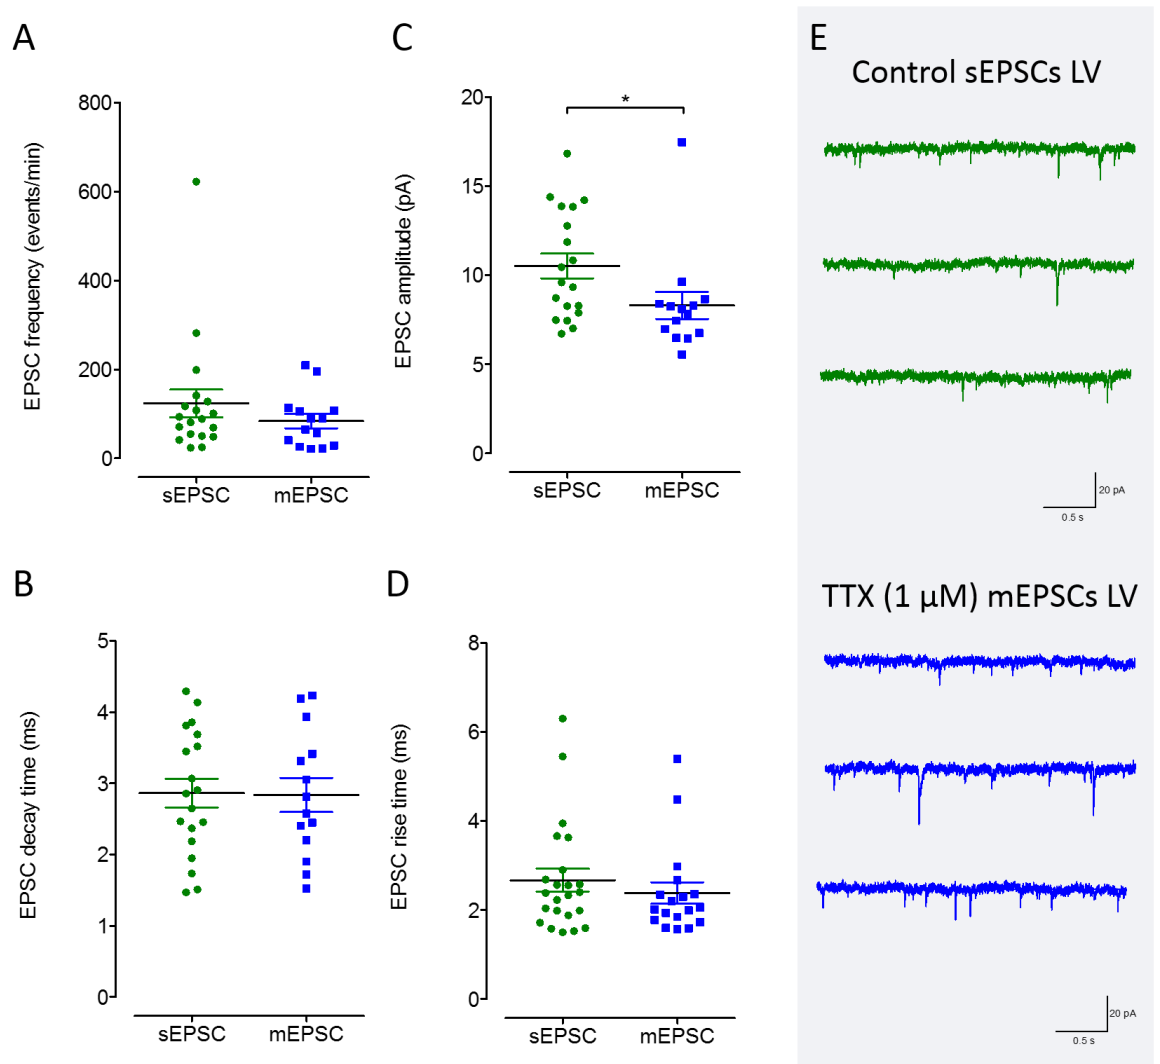 A
EPSC frequency (events/min)
800
600
400
200
0
sEPSC mEPSC
C
EPSC amplitude (pA)
20
15
10
5
0
*
sEPSC mEPSC
B
EPSC decay time (ms)
5
4
3
2
1
0
sEPSC mEPSC
D
EPSC rise time (ms)
8
6
4
2
0
sEPSC mEPSC
E
Control sEPSCs LV
20 pA
0.5 s
TTX (1 µM) mEPSCs LV
20 pA
0.5 s